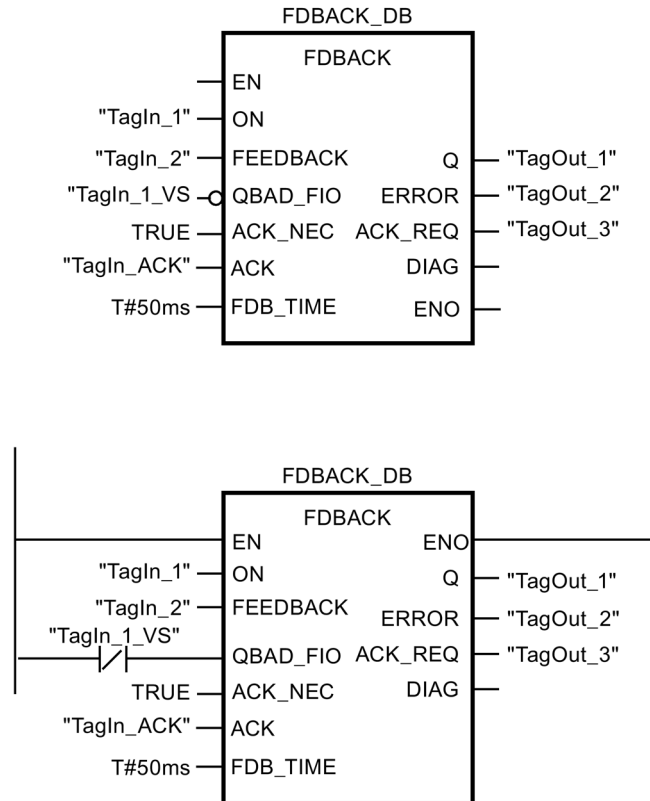 FDBACK_DB
FDBACK
EN
"TagIn_1" ON
"TagIn_2" FEEDBACK Q "TagOut_1"
"TagIn_1_VS QBAD_FIO ERROR "TagOut_2"
TRUE ACK_NEC ACK_REQ "TagOut_3"
"TagIn_ACK" ACK DIAG
T#50ms FDB_TIME ENO
FDBACK_DB
FDBACK
EN ENO
"TagIn_1" ON Q "TagOut_1"
"TagIn_2" FEEDBACK ERROR "TagOut_2"
"TagIn_1_VS" QBAD_FIO ACK_REQ "TagOut_3"
TRUE ACK_NEC DIAG
"TagIn_ACK" ACK
T#50ms FDB_TIME